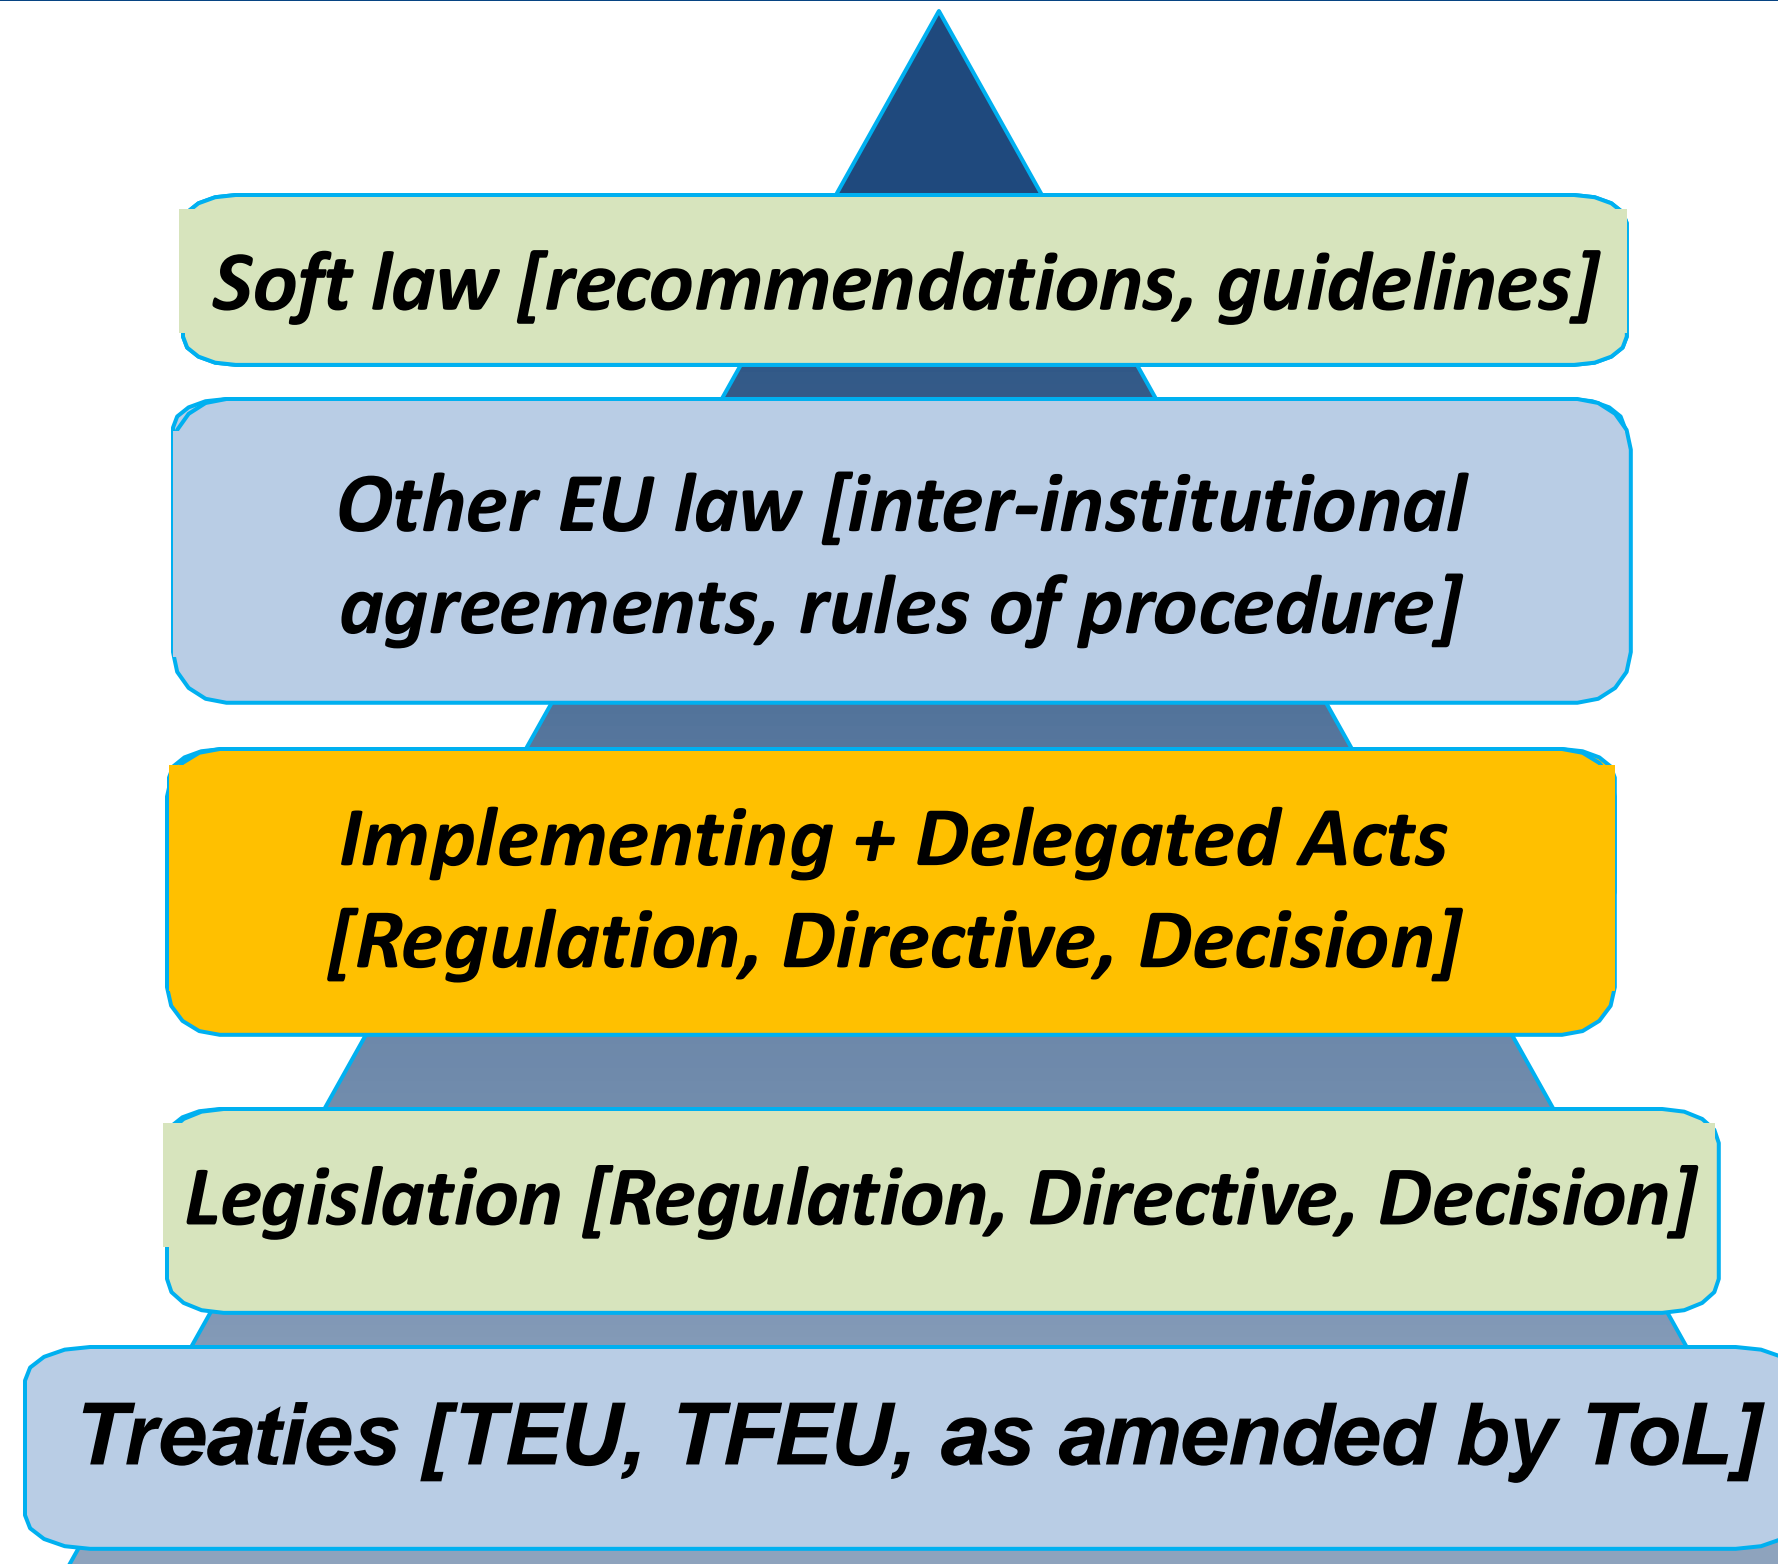 Soft law [recommendations, guidelines]
Other EU law [inter-institutional
agreements, rules of procedure]
Implementing + Delegated Acts
[Regulation, Directive, Decision]
Legislation [Regulation, Directive, Decision]
Treaties [TEU, TFEU, as amended by ToL]